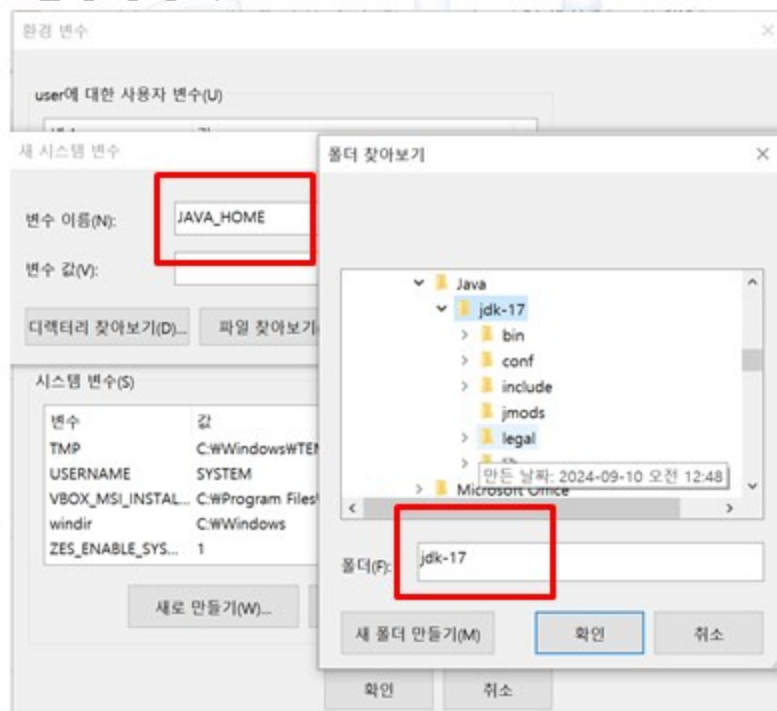 환경 변수
user에 대한 사용자 변수(U)
새 시스템 변수
변수 이름(N):
JAVA_HOME
변수 값(V):
디렉터리 찾아보기(D)...
파일 찾아보기
시스템 변수(S)
변수 값
TMP C:₩Windows₩TE
USERNAME SYSTEM
VBOX_MSI_INSTAL... C:₩Program Files
windir C:₩Windows
ZES_ENABLE_SYS... 1
새로 만들기(W)...
확인
취소
폴더 찾아보기
Java
jdk-17
bin
conf
include
jmods
legal
만든 날짜: 2024-09-10 오전 12:48
Microsoft Office
폴더(F):
jdk-17
새 폴더 만들기(M)
확인
취소